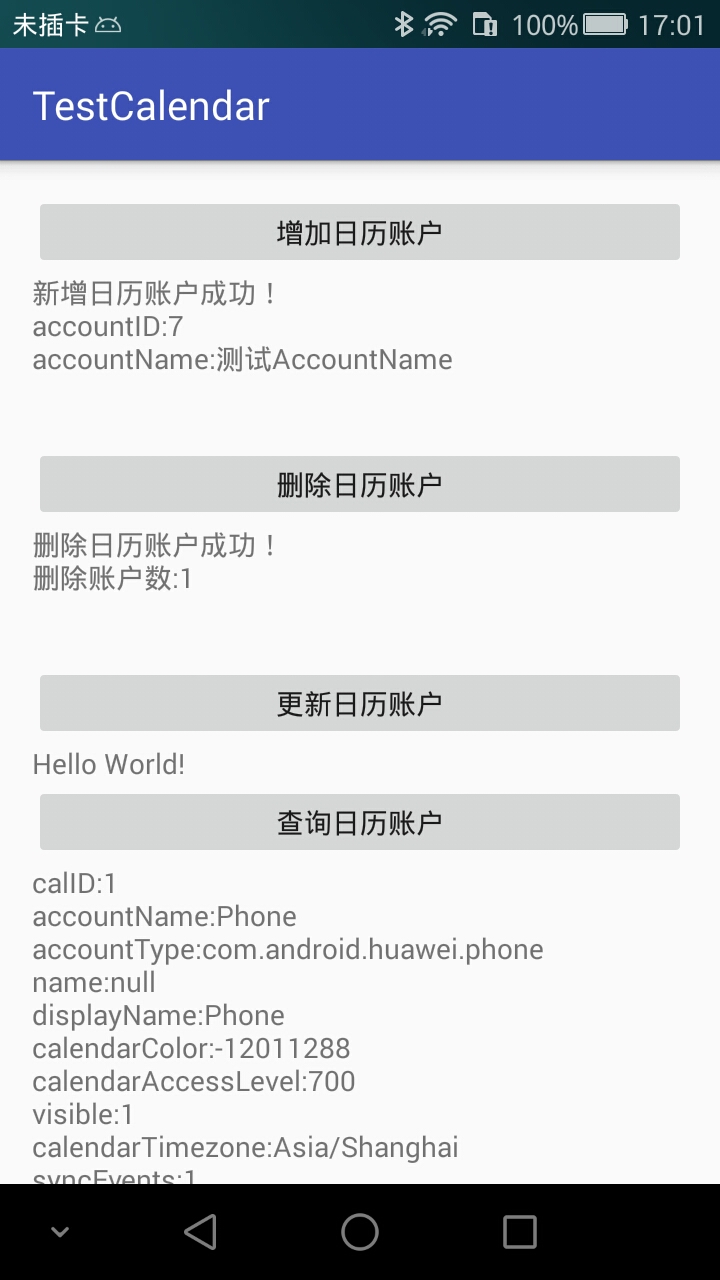 未插卡 100% 17:01
TestCalendar
增加日历账户
新增日历账户成功！
accountID:7
accountName:测试AccountName
删除日历账户
删除日历账户成功！
删除账户数:1
更新日历账户
Hello World!
查询日历账户
calID:1
accountName:Phone
accountType:com.android.huawei.phone
name:null
displayName:Phone
calendarColor:-12011288
calendarAccessLevel:700
visible:1
calendarTimezone:Asia/Shanghai
syncEvents:1